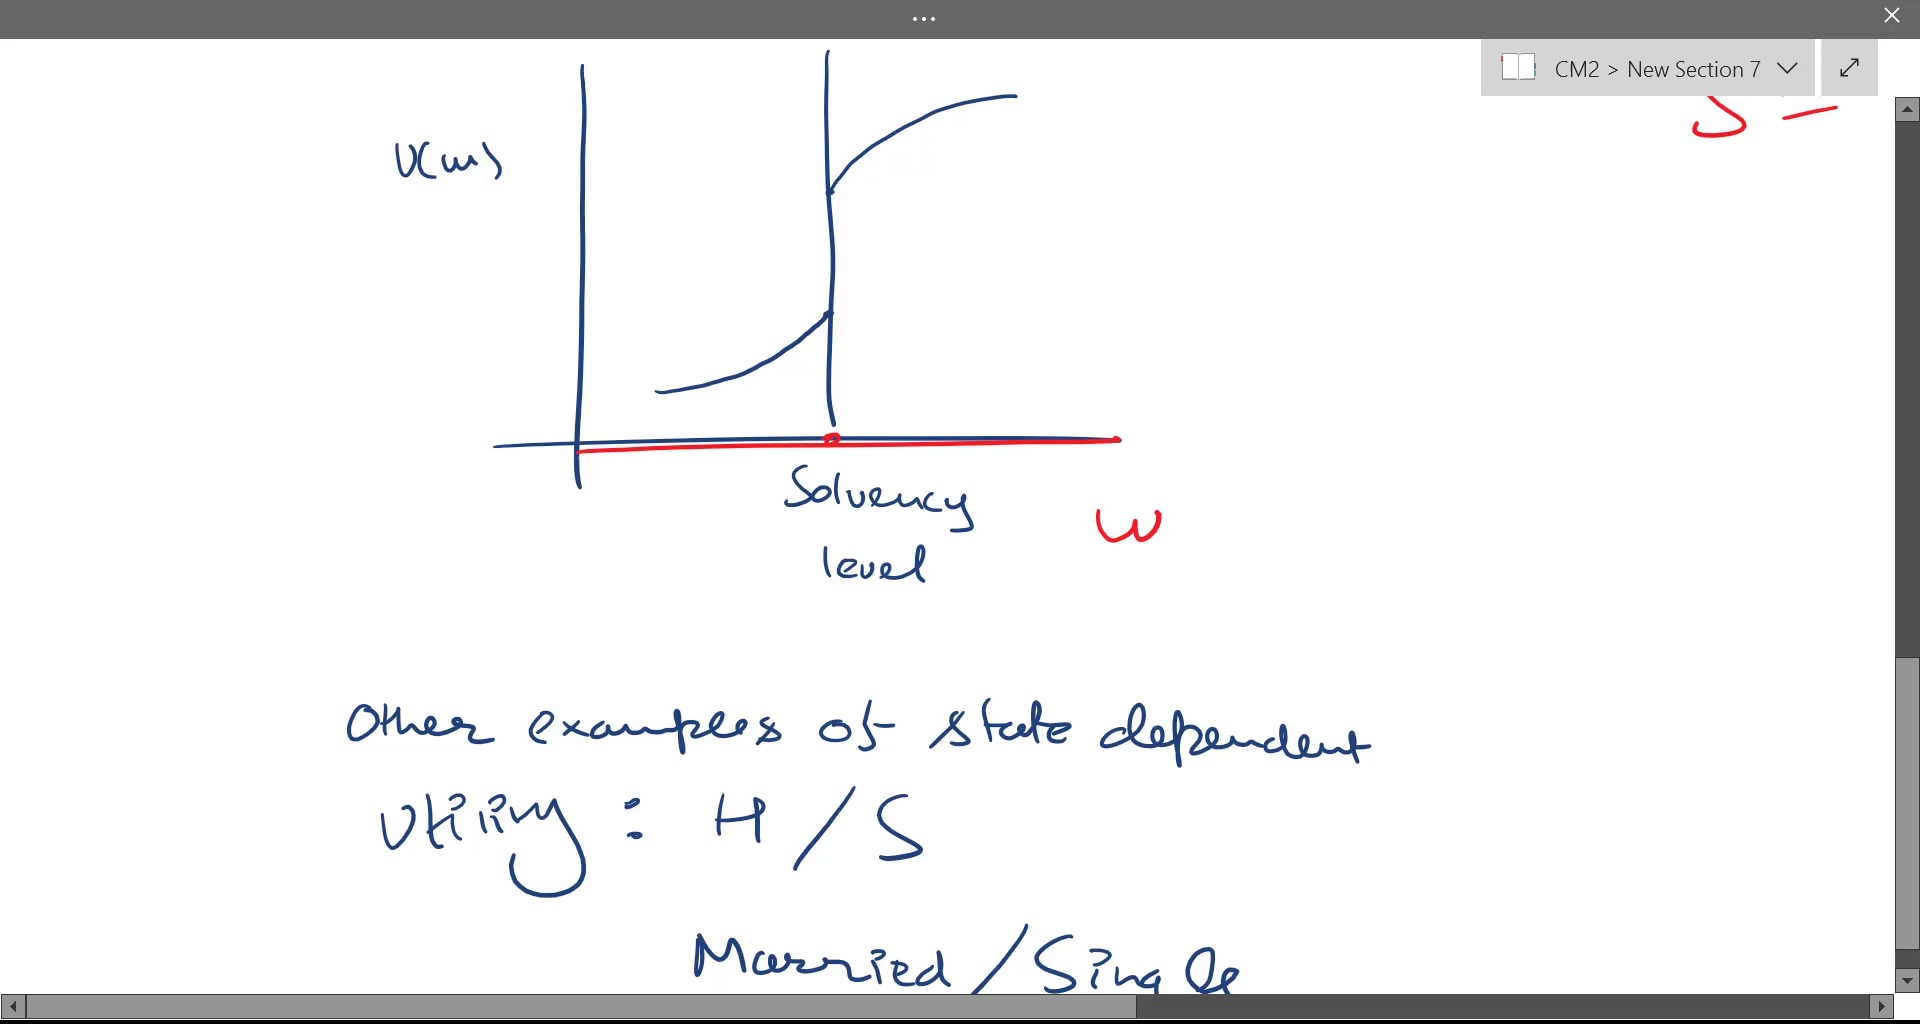 CM2 > New Section 7
U(w)
Solvency
level
w
Other examples of state dependent
Utility : H / S
Married / Single